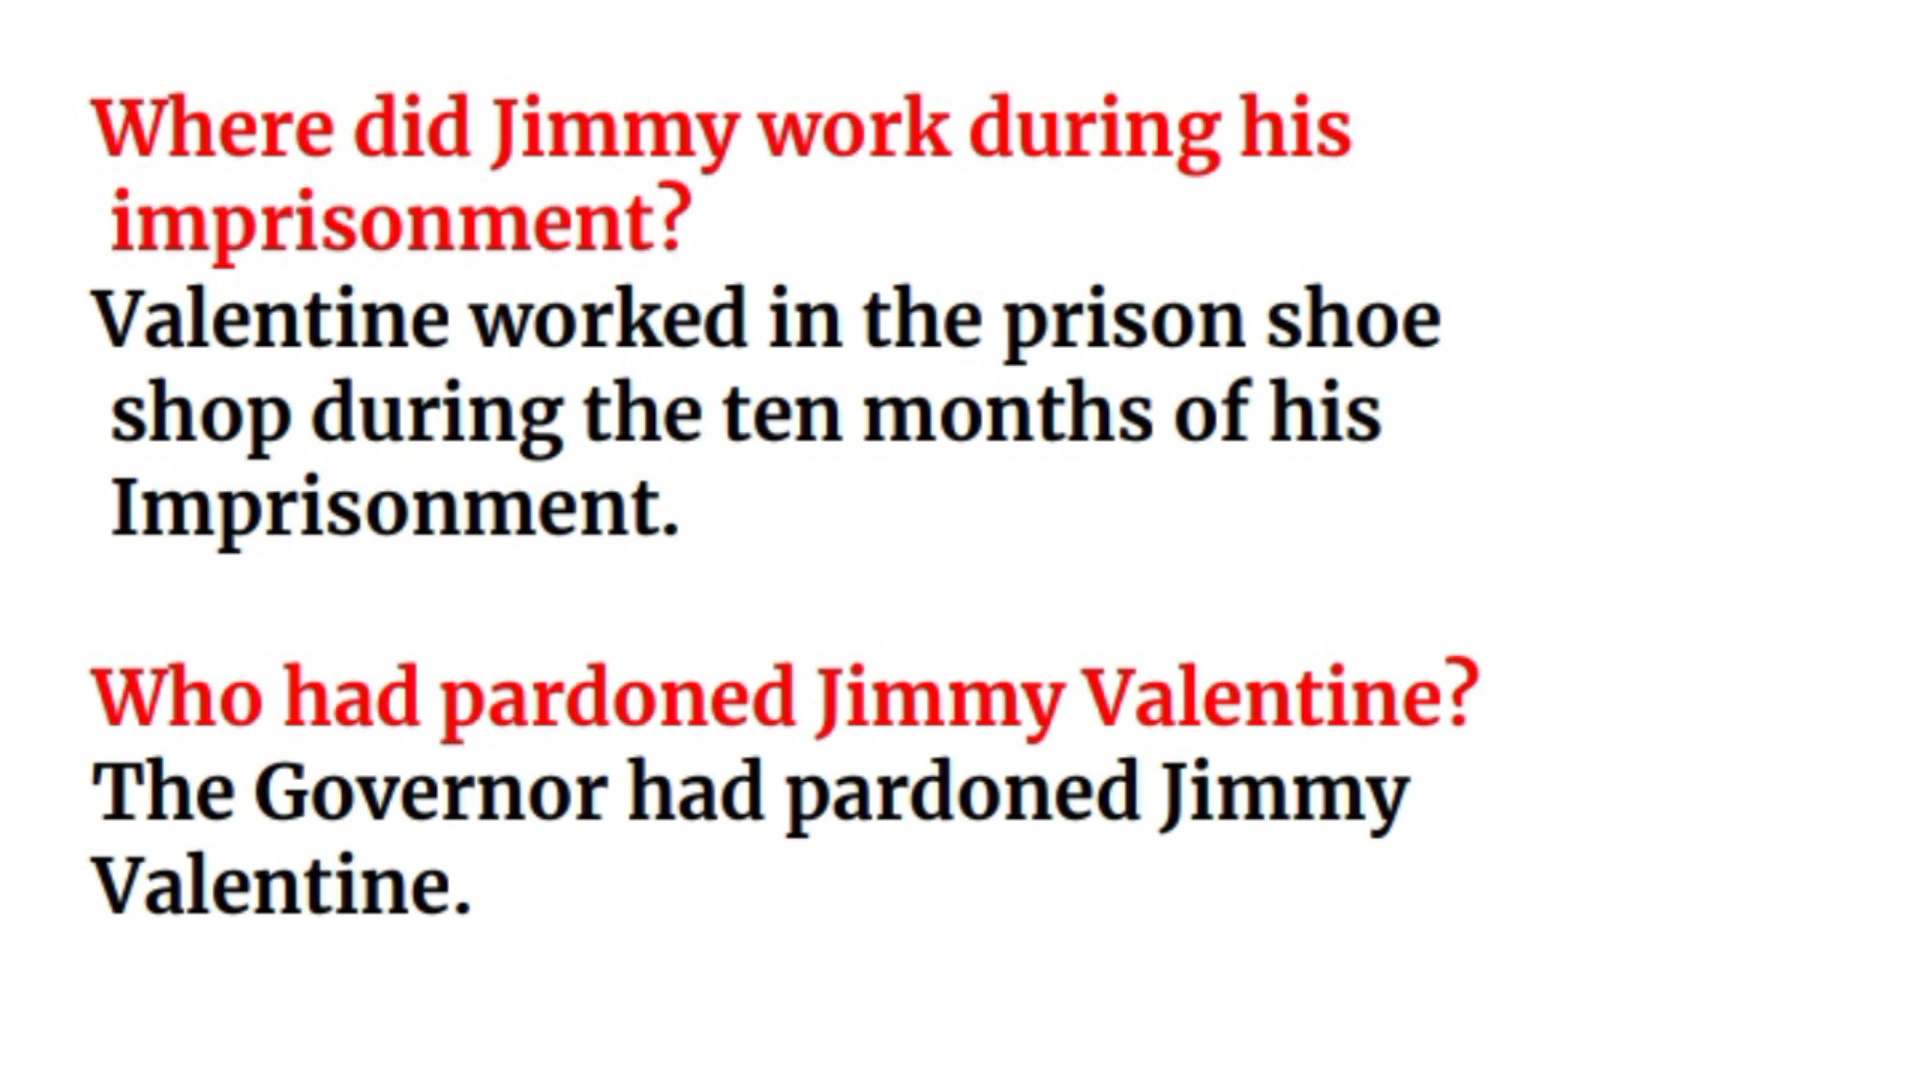 Where did Jimmy work during his
imprisonment?
Valentine worked in the prison shoe
shop during the ten months of his
Imprisonment.
Who had pardoned Jimmy Valentine?
The Governor had pardoned Jimmy
Valentine.